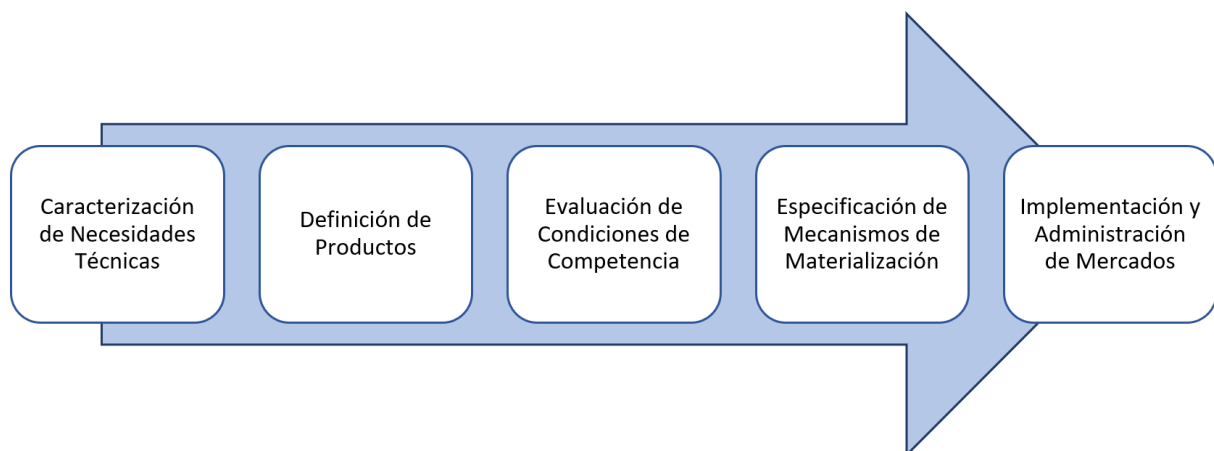 Caracterización
de Necesidades
Técnicas
Definición de
Productos
Evaluación de
Condiciones de
Competencia
Especificación de
Mecanismos de
Materialización
Implementación y
Administración
de Mercados